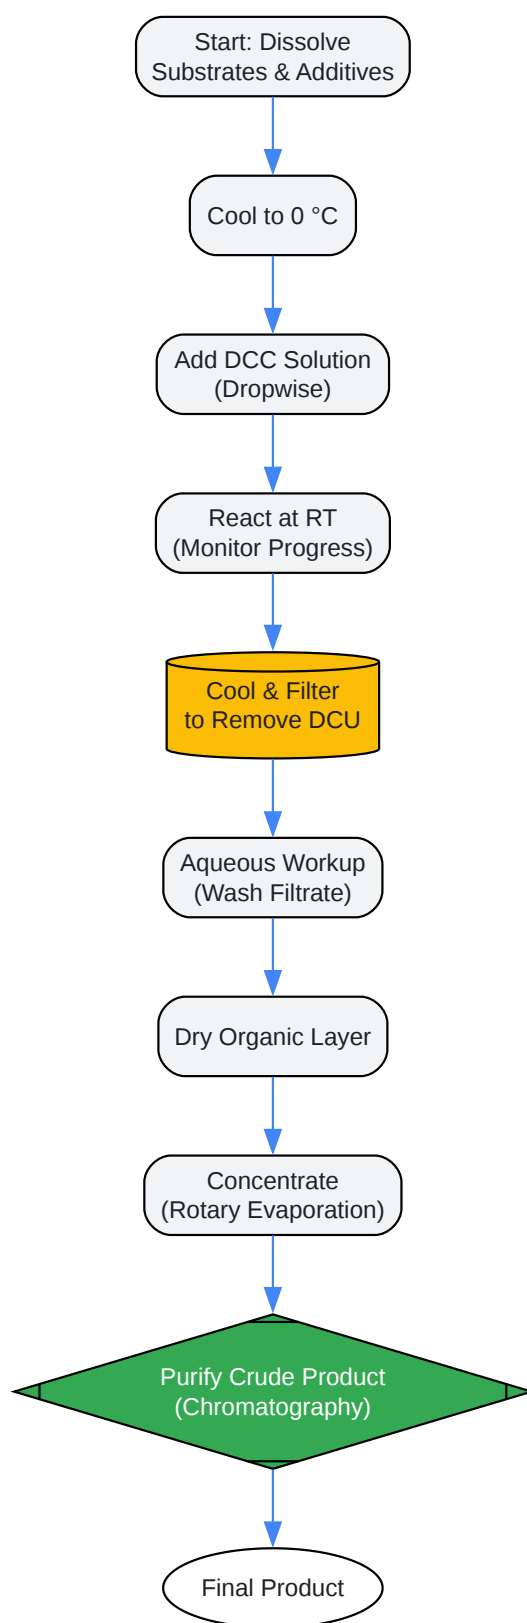 Start: Dissolve
Substrates & Additives
Cool to 0 °C
Add DCC Solution
(Dropwise)
React at RT
(Monitor Progress)
Cool & Filter
to Remove DCU
Aqueous Workup
(Wash Filtrate)
Dry Organic Layer
Concentrate
(Rotary Evaporation)
Purify Crude Product
(Chromatography)
Final Product